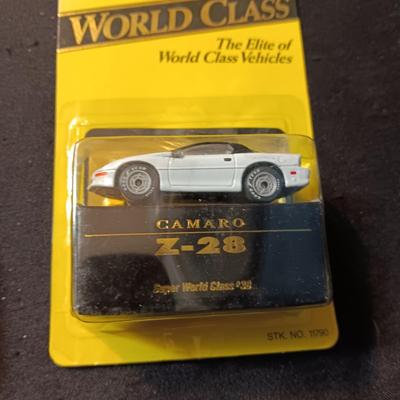 WORLD CLASS
The Elite of
World Class Vehicles
CAMARO
Z-28
Super World Class #38
STK. NO. 11790